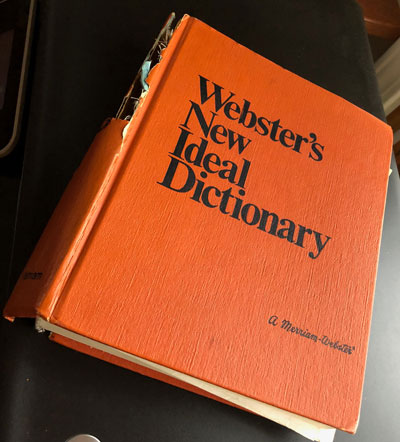 Webster's
New
Ideal
Dictionary
A Merriam-Webster®